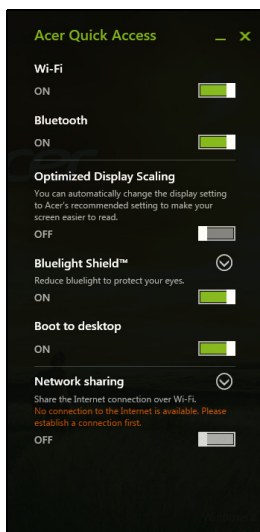 Acer Quick Access
Wi-Fi
ON
Bluetooth
ON
Optimized Display Scaling
You can automatically change the display setting
to Acer's recommended setting to make your
screen easier to read.
OFF
Bluelight Shield™
Reduce bluelight to protect your eyes.
ON
Boot to desktop
ON
Network sharing
Share the Internet connection over Wi-Fi.
No connection to the Internet is available. Please
establish a connection first.
OFF